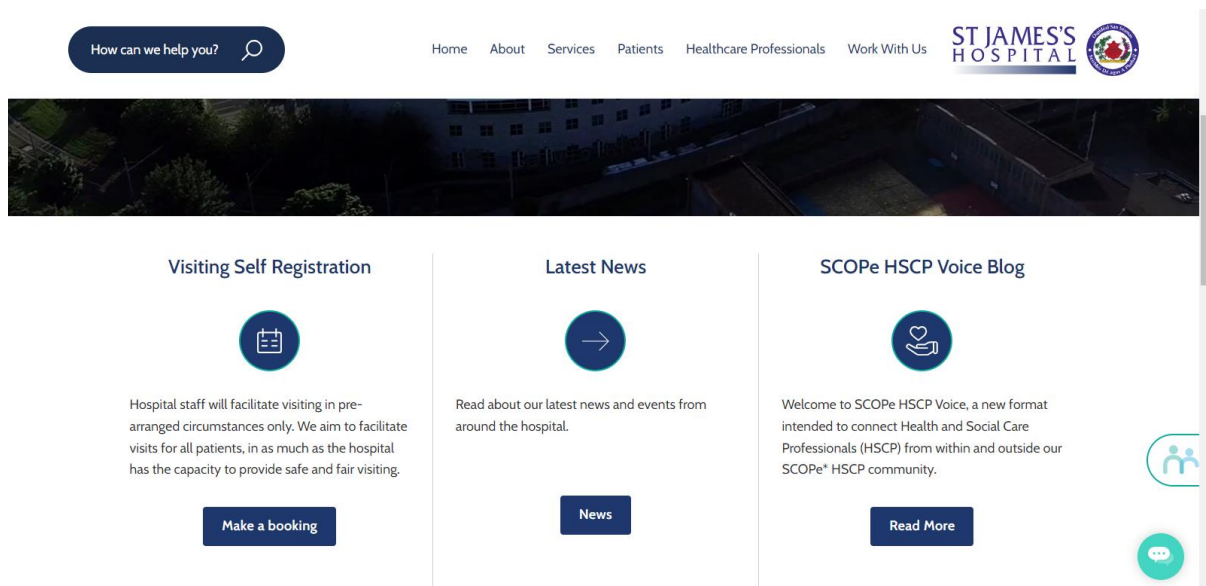 How can we help you?
Home About Services Patients Healthcare Professionals Work With Us
ST JAMES'S
HOSPITAL
Visiting Self Registration
Hospital staff will facilitate visiting in pre-
arranged circumstances only. We aim to facilitate
visits for all patients, in as much as the hospital
has the capacity to provide safe and fair visiting.
Make a booking
Latest News
Read about our latest news and events from
around the hospital.
News
SCOPe HSCP Voice Blog
Welcome to SCOPe HSCP Voice, a new format
intended to connect Health and Social Care
Professionals (HSCP) from within and outside our
SCOPe* HSCP community.
Read More